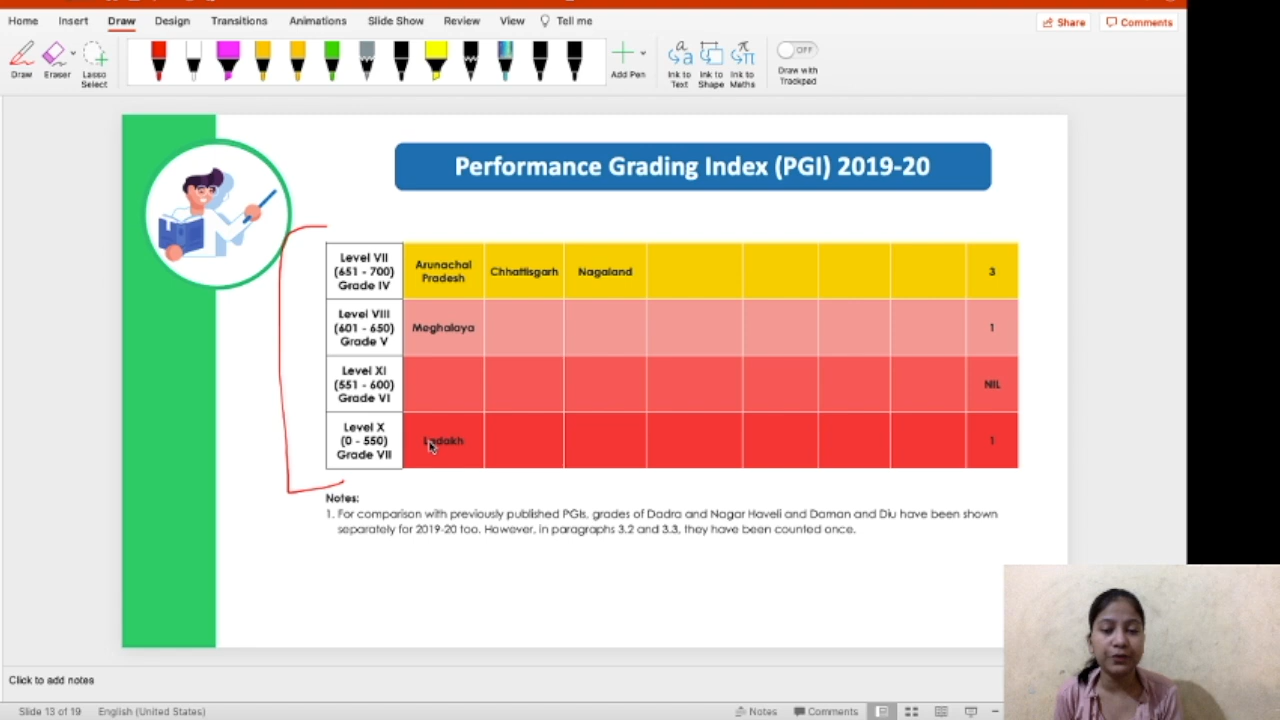 Home Insert Draw Design Transitions Animations Slide Show Review View Tell me Share Comments
Draw Eraser Lasso Select Add Pen Ink to Text Ink to Shape Ink to Maths OFF Draw with Trackpad
Performance Grading Index (PGI) 2019-20
Level VII
(651 - 700)
Grade IV
Arunachal
Pradesh
Chhattisgarh
Nagaland
3
Level VIII
(601 - 650)
Grade V
Meghalaya
1
Level XI
(551 - 600)
Grade VI
NIL
Level X
(0 - 550)
Grade VII
Ladakh
1
Notes:
1. For comparison with previously published PGIs, grades of Dadra and Nagar Haveli and Daman and Diu have been shown
separately for 2019-20 too. However, in paragraphs 3.2 and 3.3, they have been counted once.
Click to add notes
Slide 13 of 19 English (United States) Notes Comments